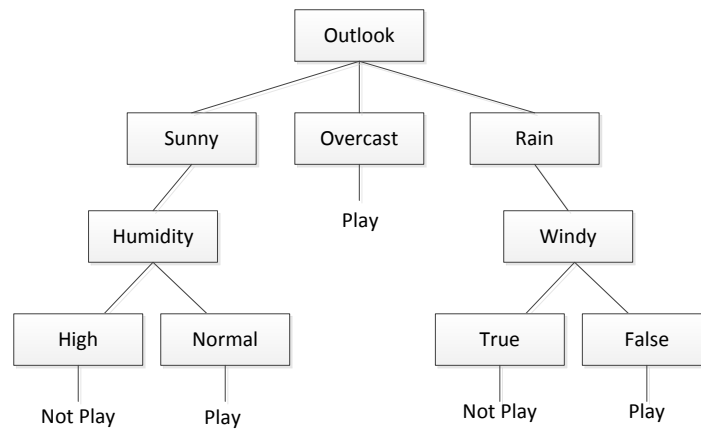 Outlook
Sunny
Overcast
Rain
Play
Humidity
Windy
High
Normal
True
False
Not Play
Play
Not Play
Play